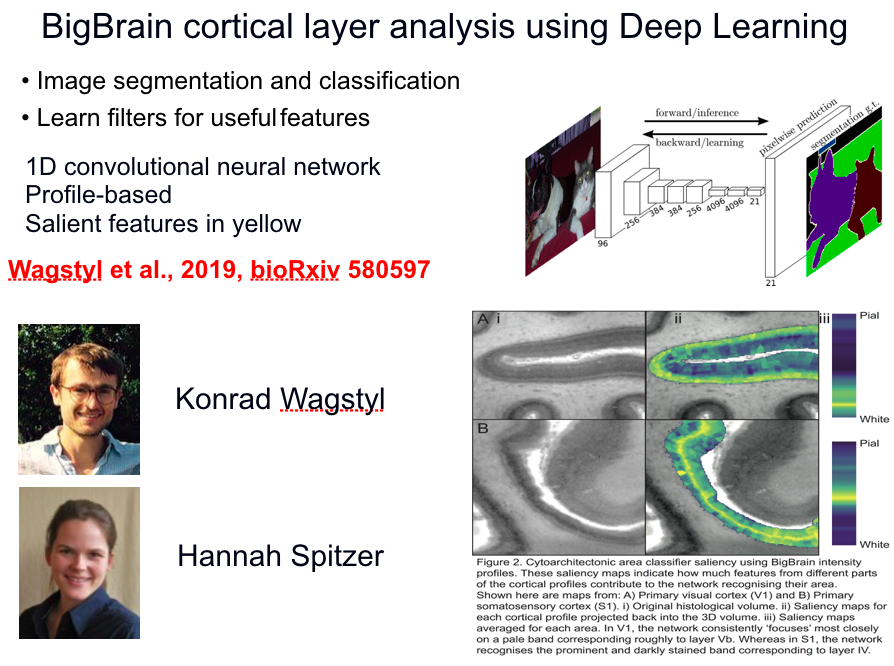 BigBrain cortical layer analysis using Deep Learning
• Image segmentation and classification
• Learn filters for useful features
1D convolutional neural network
Profile-based
Salient features in yellow
Wagstyl et al., 2019, bioRxiv 580597
Konrad Wagstyl
Hannah Spitzer
forward/inference
backward/learning
pixelwise prediction
segmentation g.t.
96
256
384
384
256
4096
4096
21
21
A i
ii
iii
Pial
White
B
Pial
White
Figure 2. Cytoarchitectonic area classifier saliency using BigBrain intensity
profiles. These saliency maps indicate how much features from different parts
of the cortical profiles contribute to the network recognising their area.
Shown here are maps from: A) Primary visual cortex (V1) and B) Primary
somatosensory cortex (S1). i) Original histological volume. ii) Saliency maps for
each cortical profile projected back into the 3D volume. iii) Saliency maps
averaged for each area. In V1, the network consistently 'focuses' most closely
on a pale band corresponding roughly to layer Vb. Whereas in S1, the network
recognises the prominent and darkly stained band corresponding to layer IV.